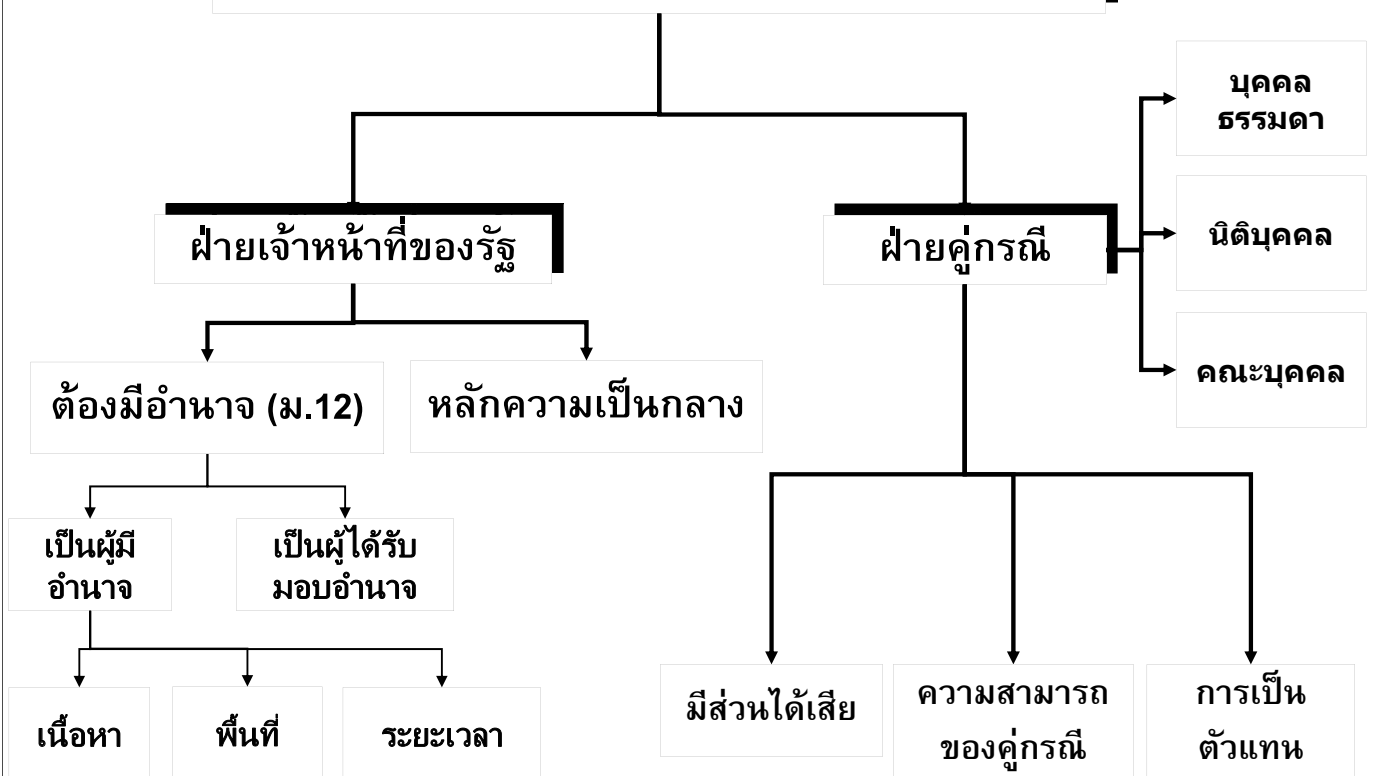 บุคคล
ธรรมดา
ฝ่ายเจ้าหน้าที่ของรัฐ
ฝ่ายคู่กรณี
นิติบุคคล
คณะบุคคล
ต้องมีอำนาจ (ม.12)
หลักความเป็นกลาง
เป็นผู้มี
อำนาจ
เป็นผู้ได้รับ
มอบอำนาจ
เนื้อหา
พื้นที่
ระยะเวลา
มีส่วนได้เสีย
ความสามารถ
ของคู่กรณี
การเป็น
ตัวแทน